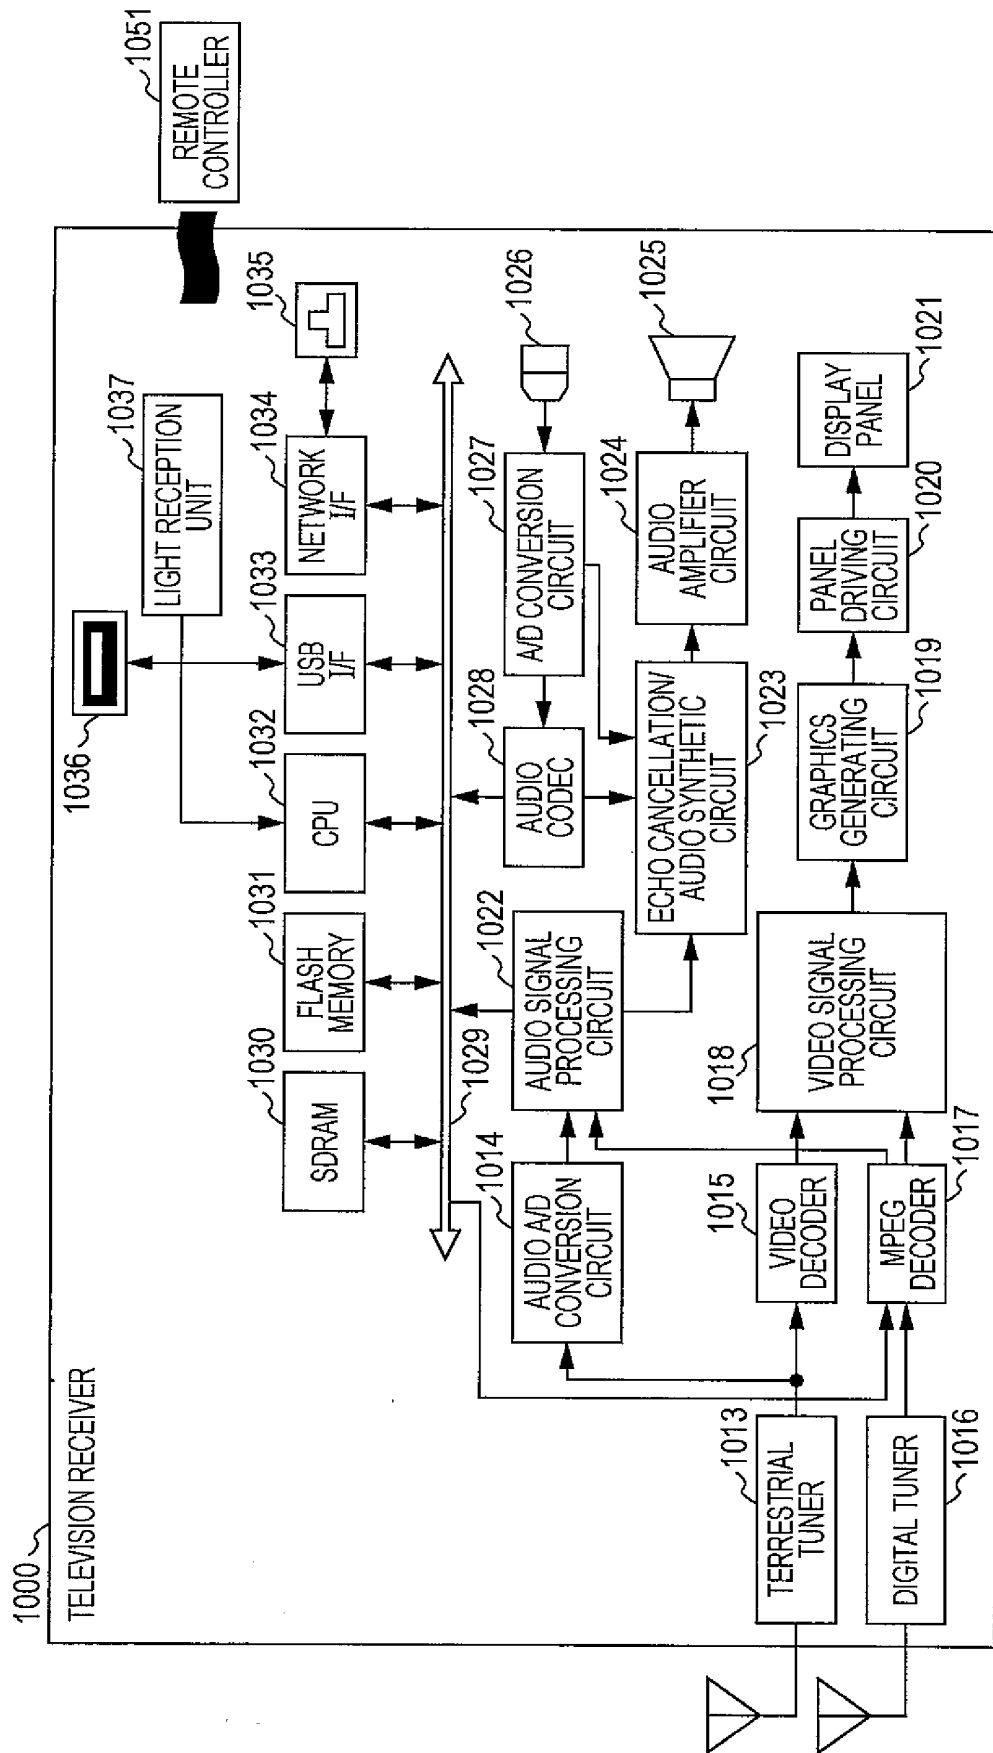 1000
TELEVISION RECEIVER
1051
REMOTE
CONTROLLER
1036
1037
LIGHT RECEPTION
UNIT
1030
SDRAM
1031
FLASH
MEMORY
1032
CPU
1033
USB
I/F
1034
NETWORK
I/F
1035
1029
1014
AUDIO A/D
CONVERSION
CIRCUIT
1022
AUDIO SIGNAL
PROCESSING
CIRCUIT
1028
AUDIO
CODEC
1027
A/D CONVERSION
CIRCUIT
1026
ECHO CANCELLATION/
AUDIO SYNTHETIC
CIRCUIT
1023
1024
AUDIO
AMPLIFIER
CIRCUIT
1025
1013
TERRESTRIAL
TUNER
1015
VIDEO
DECODER
1018
VIDEO SIGNAL
PROCESSING
CIRCUIT
GRAPHICS
GENERATING
CIRCUIT
1019
PANEL
DRIVING
CIRCUIT
1020
DISPLAY
PANEL
1021
DIGITAL TUNER
1016
MPEG
DECODER
1017